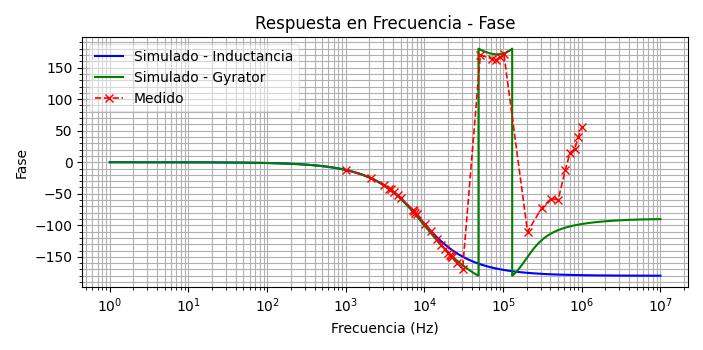 Respuesta en Frecuencia - Fase
Simulado - Inductancia
Simulado - Gyrator
Medido
Fase
150
100
50
0
−50
−100
−150
10⁰ 10¹ 10² 10³ 10⁴ 10⁵ 10⁶ 10⁷
Frecuencia (Hz)